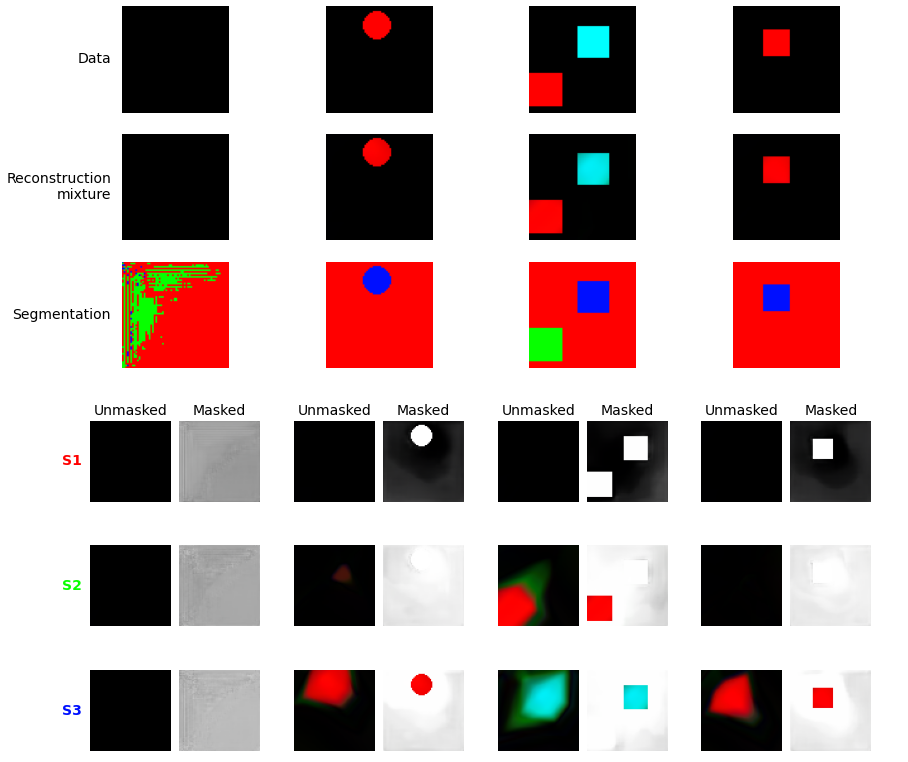 Data
Reconstruction
mixture
Segmentation
Unmasked Masked Unmasked Masked Unmasked Masked Unmasked Masked
S1
S2
S3